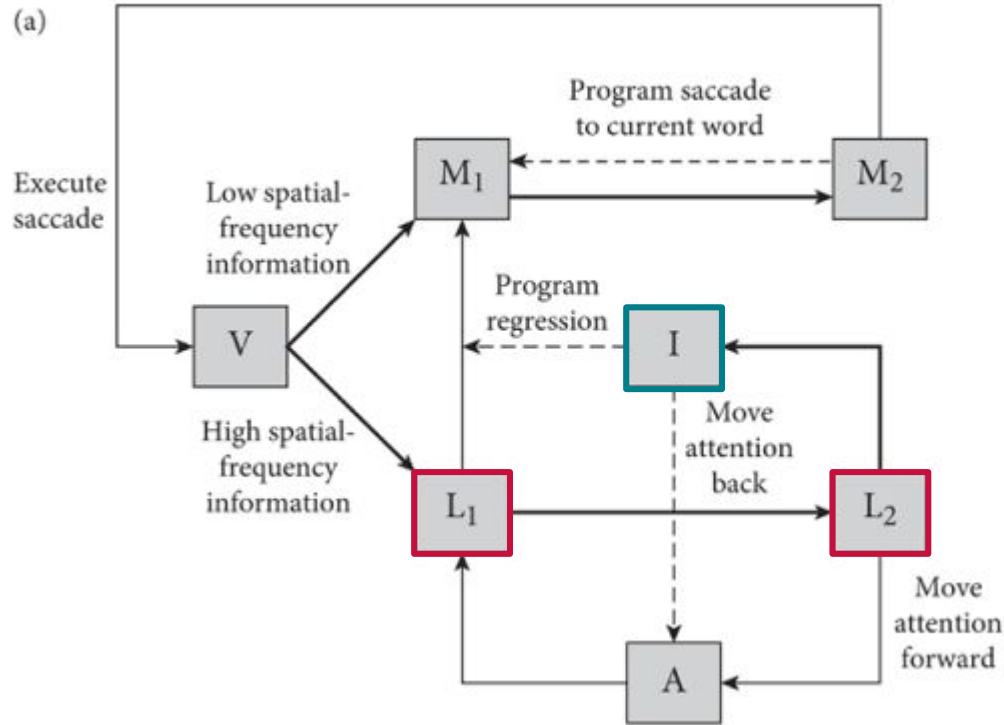 (a)
Program saccade
to current word
M₁
M₂
Execute
saccade
Low spatial-
frequency
information
Program
regression
V
I
High spatial-
frequency
information
Move
attention
back
L₁
L₂
Move
attention
forward
A